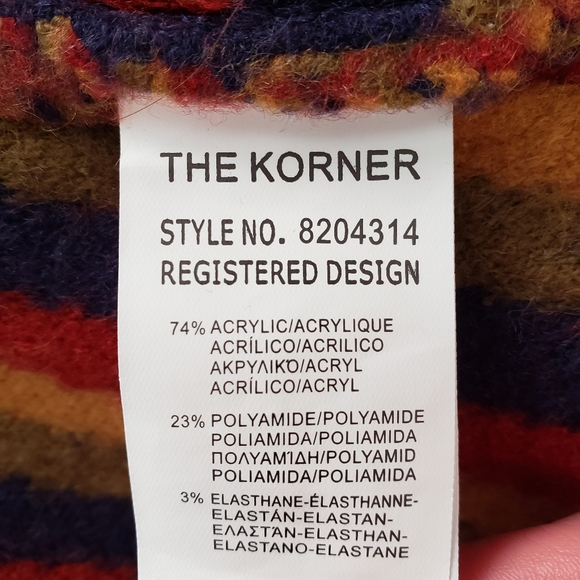 THE KORNER
STYLE NO. 8204314
REGISTERED DESIGN
74% ACRYLIC/ACRYLIQUE
ACRÍLICO/ACRILICO
ΑΚΡΥΛΙΚΌ/ACRYL
ACRÍLICO/ACRYL
23% POLYAMIDE/POLYAMIDE
POLIAMIDA/POLIAMIDA
ΠΟΛΥΑΜΊΔΗ/POLYAMID
POLIAMIDA/POLIAMIDA
3% ELASTHANE-ÉLASTHANNE-
ELASTÁN-ELASTAN-
ΕΛΑΣΤΆΝ-ELASTHAN-
ELASTANO-ELASTANE